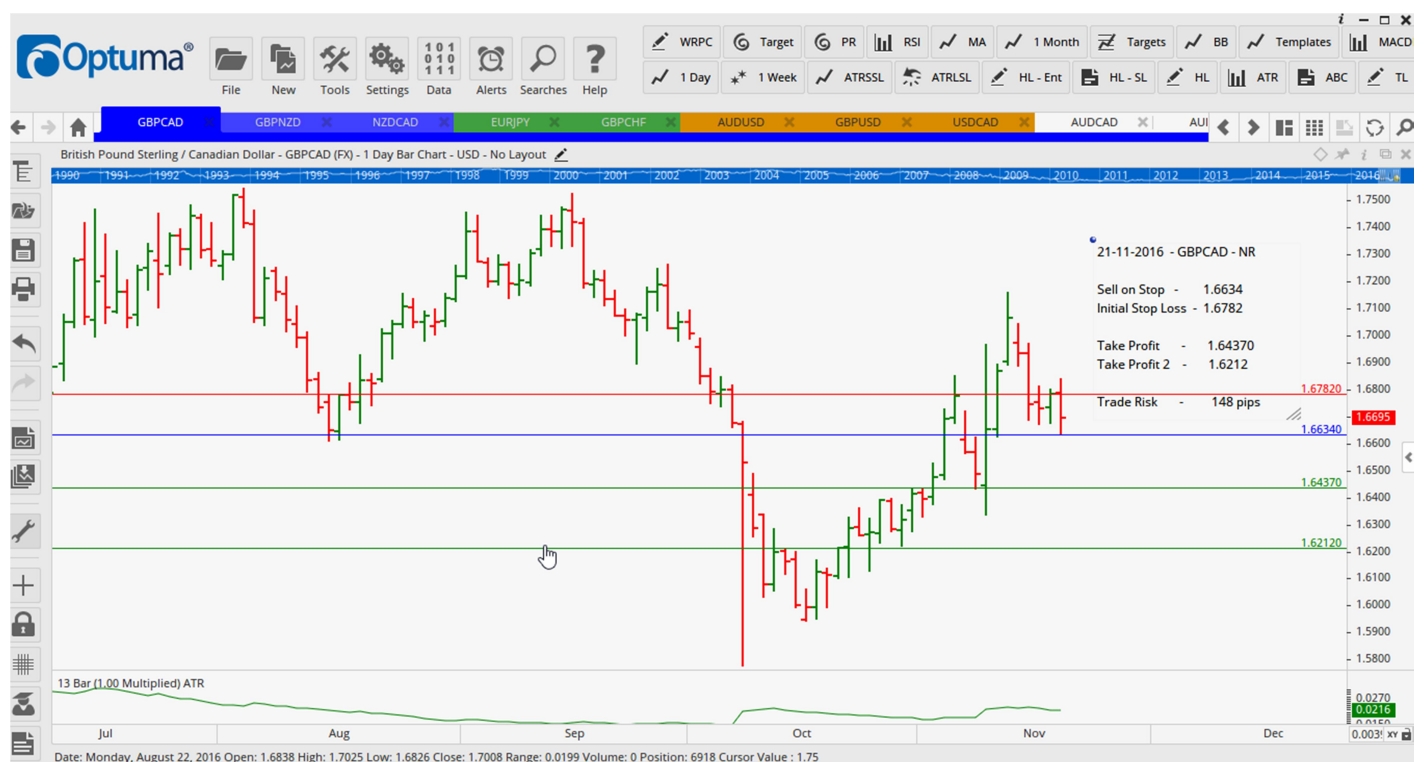 i
Optuma®
File New Tools Settings Data Alerts Searches Help
101
010
111
WRPC Target PR RSI MA 1 Month Targets BB Templates MACD
1 Day 1 Week ATRSSL ATRLSL HL - Ent HL - SL HL ATR ABC TL
GBPCAD GBPNZD NZDCAD EURJPY GBPCHF AUDUSD GBPUSD USDCAD AUDCAD AUI
British Pound Sterling / Canadian Dollar - GBPCAD (FX) - 1 Day Bar Chart - USD - No Layout
1990 1991 1992 1993 1994 1995 1996 1997 1998 1999 2000 2001 2002 2003 2004 2005 2006 2007 2008 2009 2010 2011 2012 2013 2014 2015 2016
1.7500
1.7400
1.7300
1.7200
1.7100
1.7000
1.6900
1.6800
1.6695
1.6600
1.6500
1.6400
1.6300
1.6200
1.6100
1.6000
1.5900
1.5800
21-11-2016 - GBPCAD - NR
Sell on Stop - 1.6634
Initial Stop Loss - 1.6782
Take Profit - 1.64370
Take Profit 2 - 1.6212
Trade Risk - 148 pips
1.67820
1.66340
1.64370
1.62120
13 Bar (1.00 Multiplied) ATR
0.0270
0.0216
Jul Aug Sep Oct Nov Dec
XY
Date: Monday, August 22, 2016 Open: 1.6838 High: 1.7025 Low: 1.6826 Close: 1.7008 Range: 0.0199 Volume: 0 Position: 6918 Cursor Value : 1.75